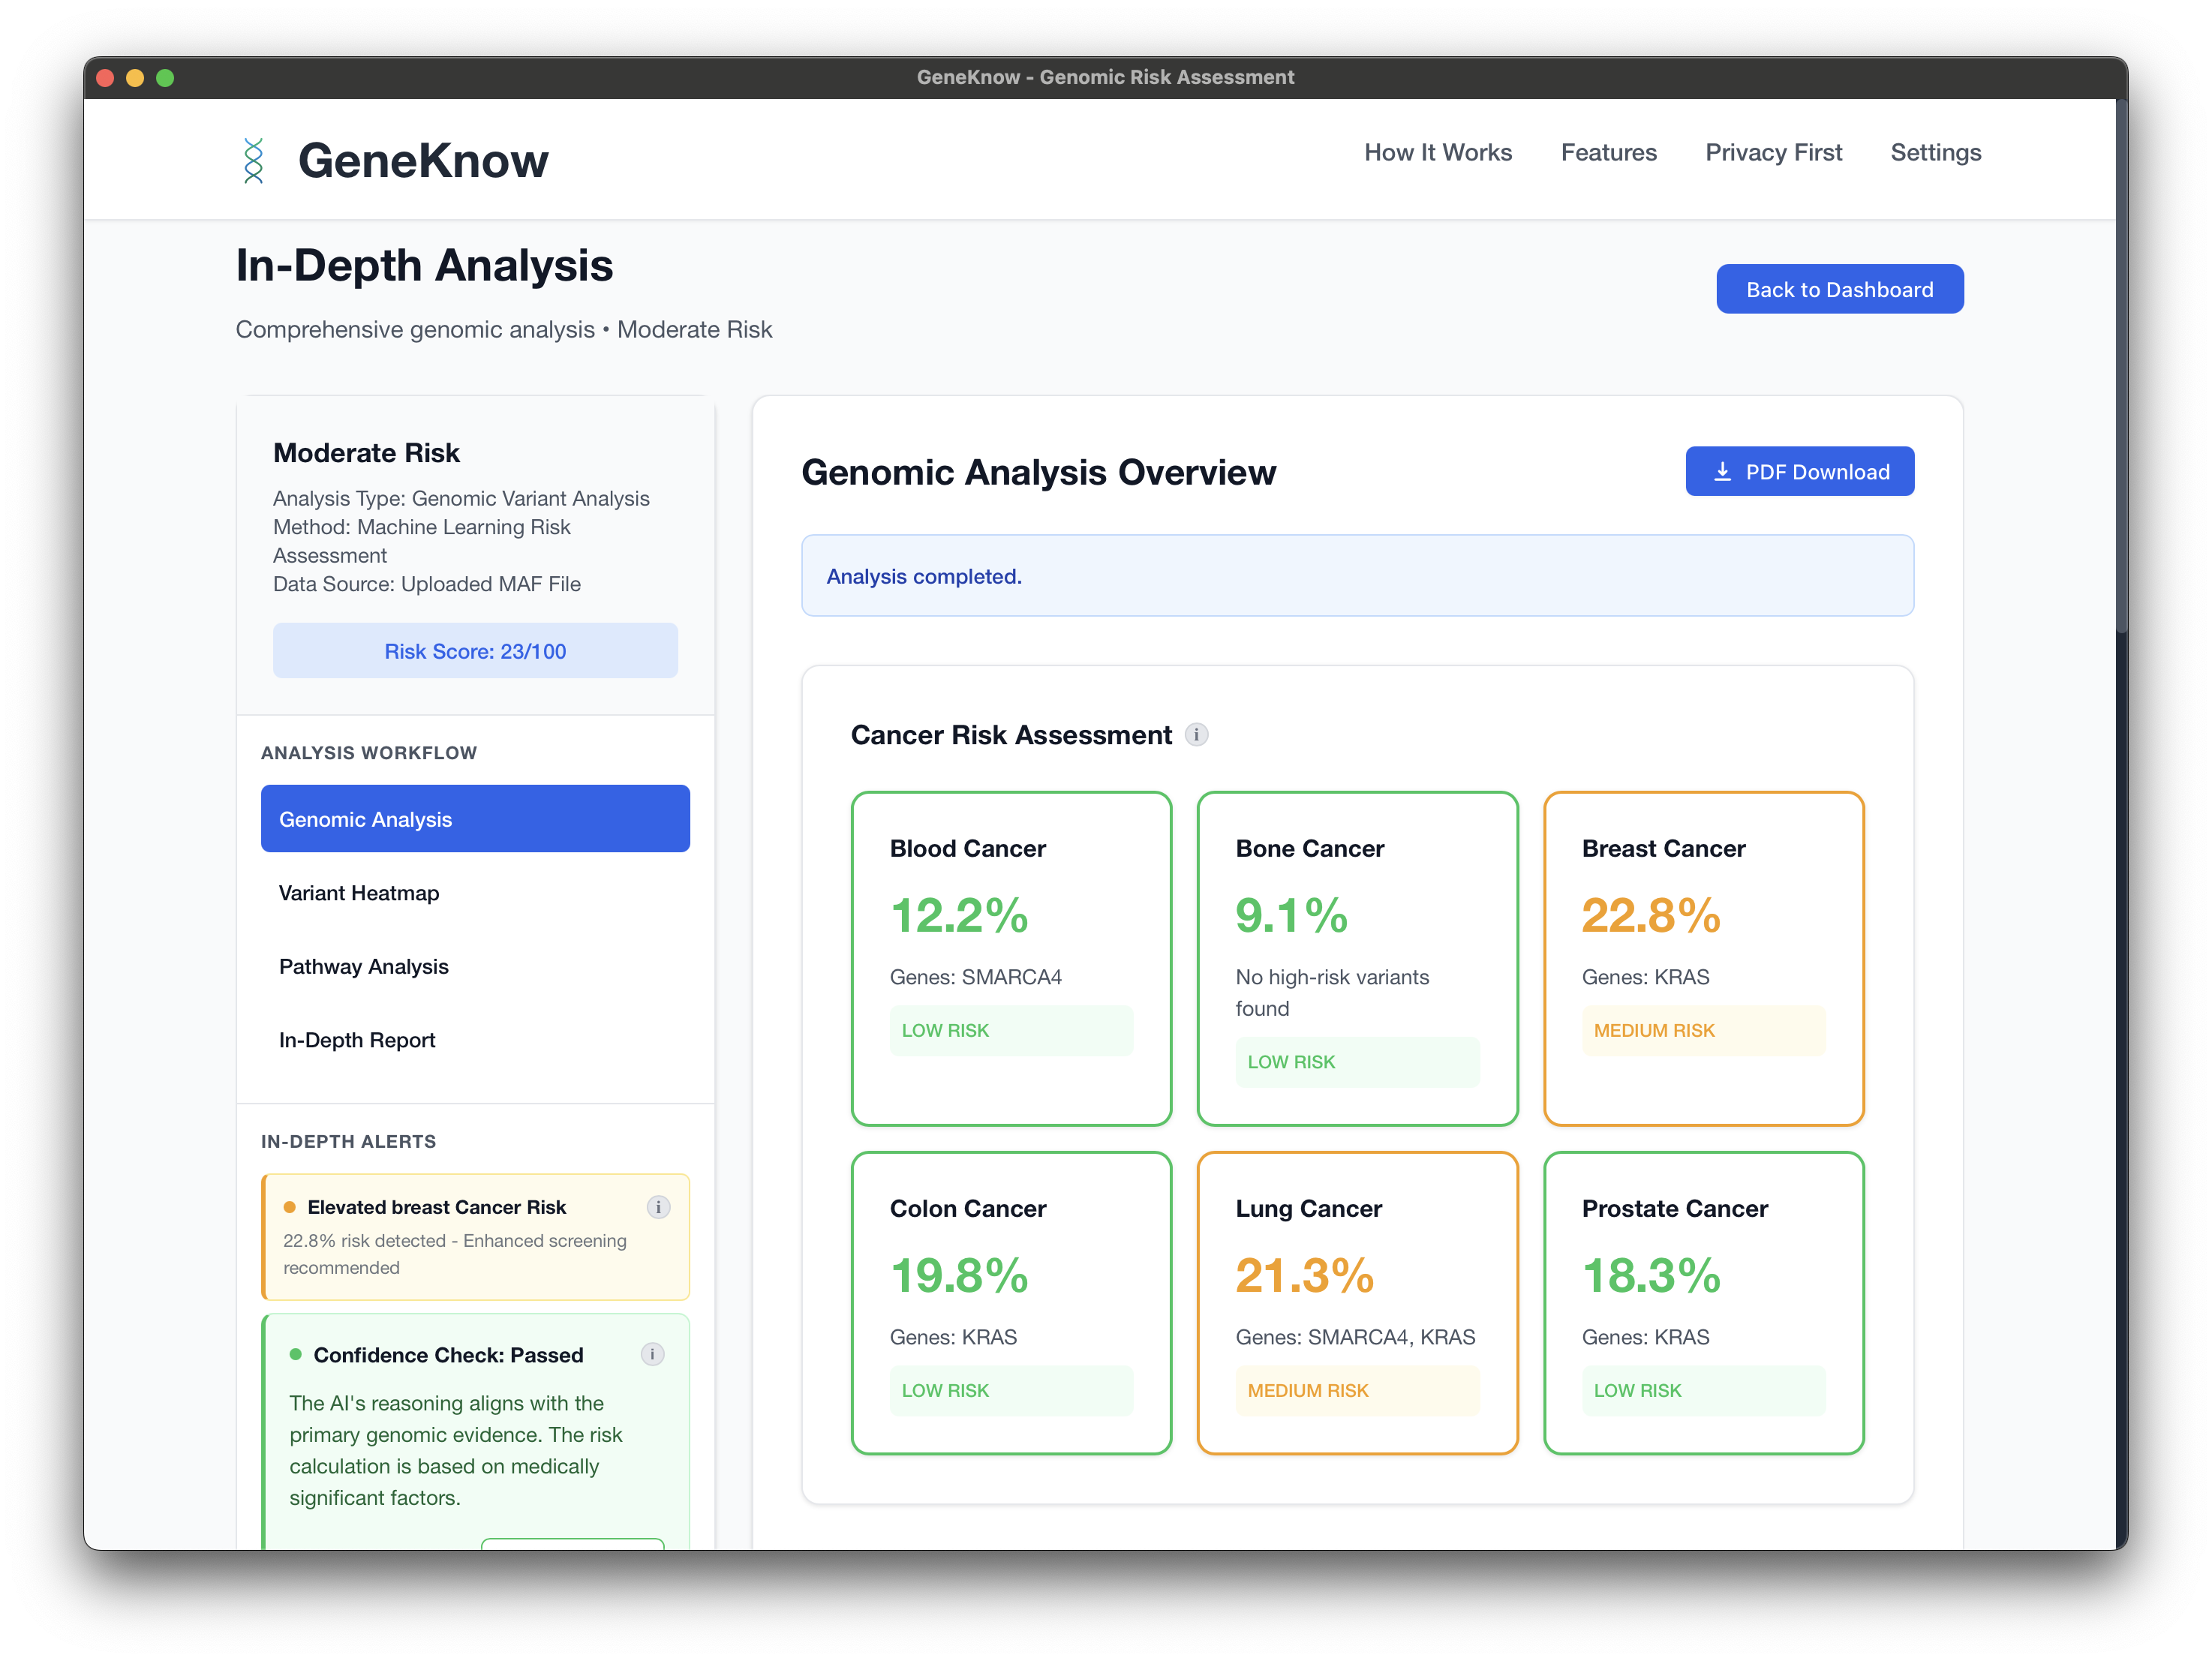 GeneKnow - Genomic Risk Assessment
GeneKnow
How It Works
Features
Privacy First
Settings
In-Depth Analysis
Comprehensive genomic analysis • Moderate Risk
Back to Dashboard
Moderate Risk
Analysis Type: Genomic Variant Analysis
Method: Machine Learning Risk
Assessment
Data Source: Uploaded MAF File
Risk Score: 23/100
ANALYSIS WORKFLOW
Genomic Analysis
Variant Heatmap
Pathway Analysis
In-Depth Report
IN-DEPTH ALERTS
Elevated breast Cancer Risk
i
22.8% risk detected - Enhanced screening
recommended
Confidence Check: Passed
i
The AI's reasoning aligns with the
primary genomic evidence. The risk
calculation is based on medically
significant factors.
Genomic Analysis Overview
PDF Download
Analysis completed.
Cancer Risk Assessment
i
Blood Cancer
12.2%
Genes: SMARCA4
LOW RISK
Bone Cancer
9.1%
No high-risk variants
found
LOW RISK
Breast Cancer
22.8%
Genes: KRAS
MEDIUM RISK
Colon Cancer
19.8%
Genes: KRAS
LOW RISK
Lung Cancer
21.3%
Genes: SMARCA4, KRAS
MEDIUM RISK
Prostate Cancer
18.3%
Genes: KRAS
LOW RISK